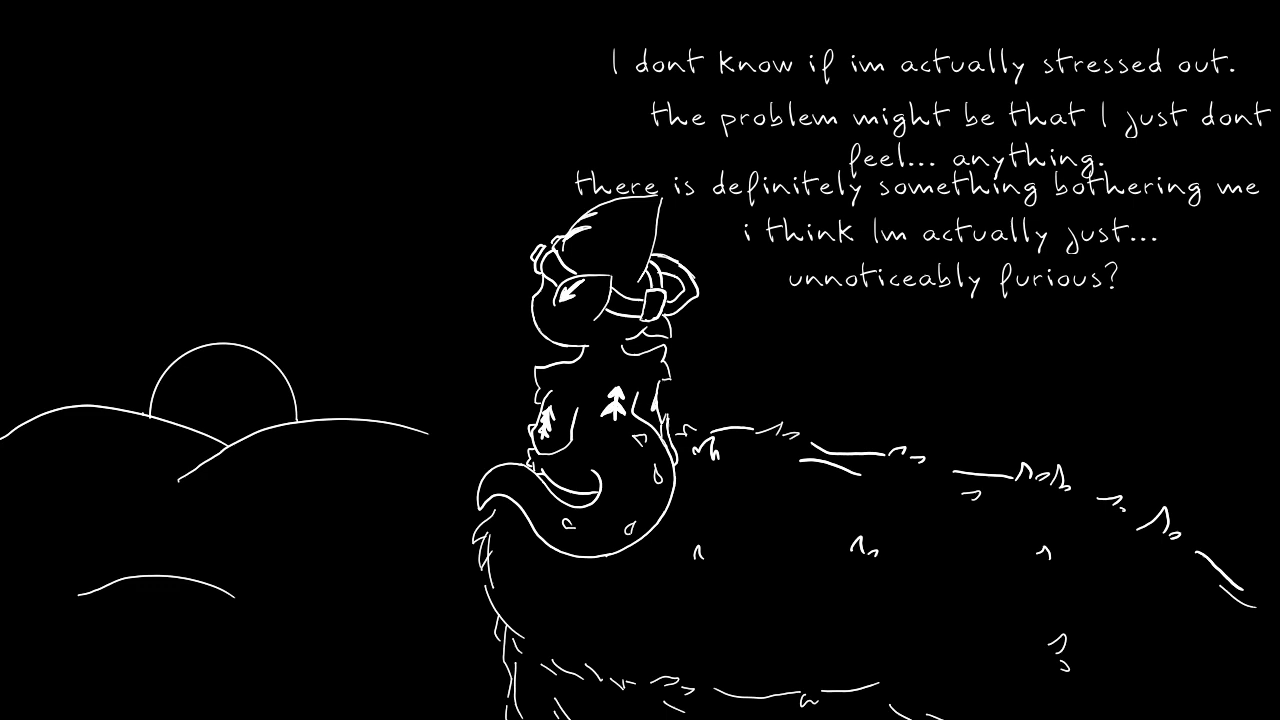 I dont know if im actually stressed out.
the problem might be that I just dont
feel... anything.
there is definitely something bothering me
i think Im actually just...
unnoticeably furious?